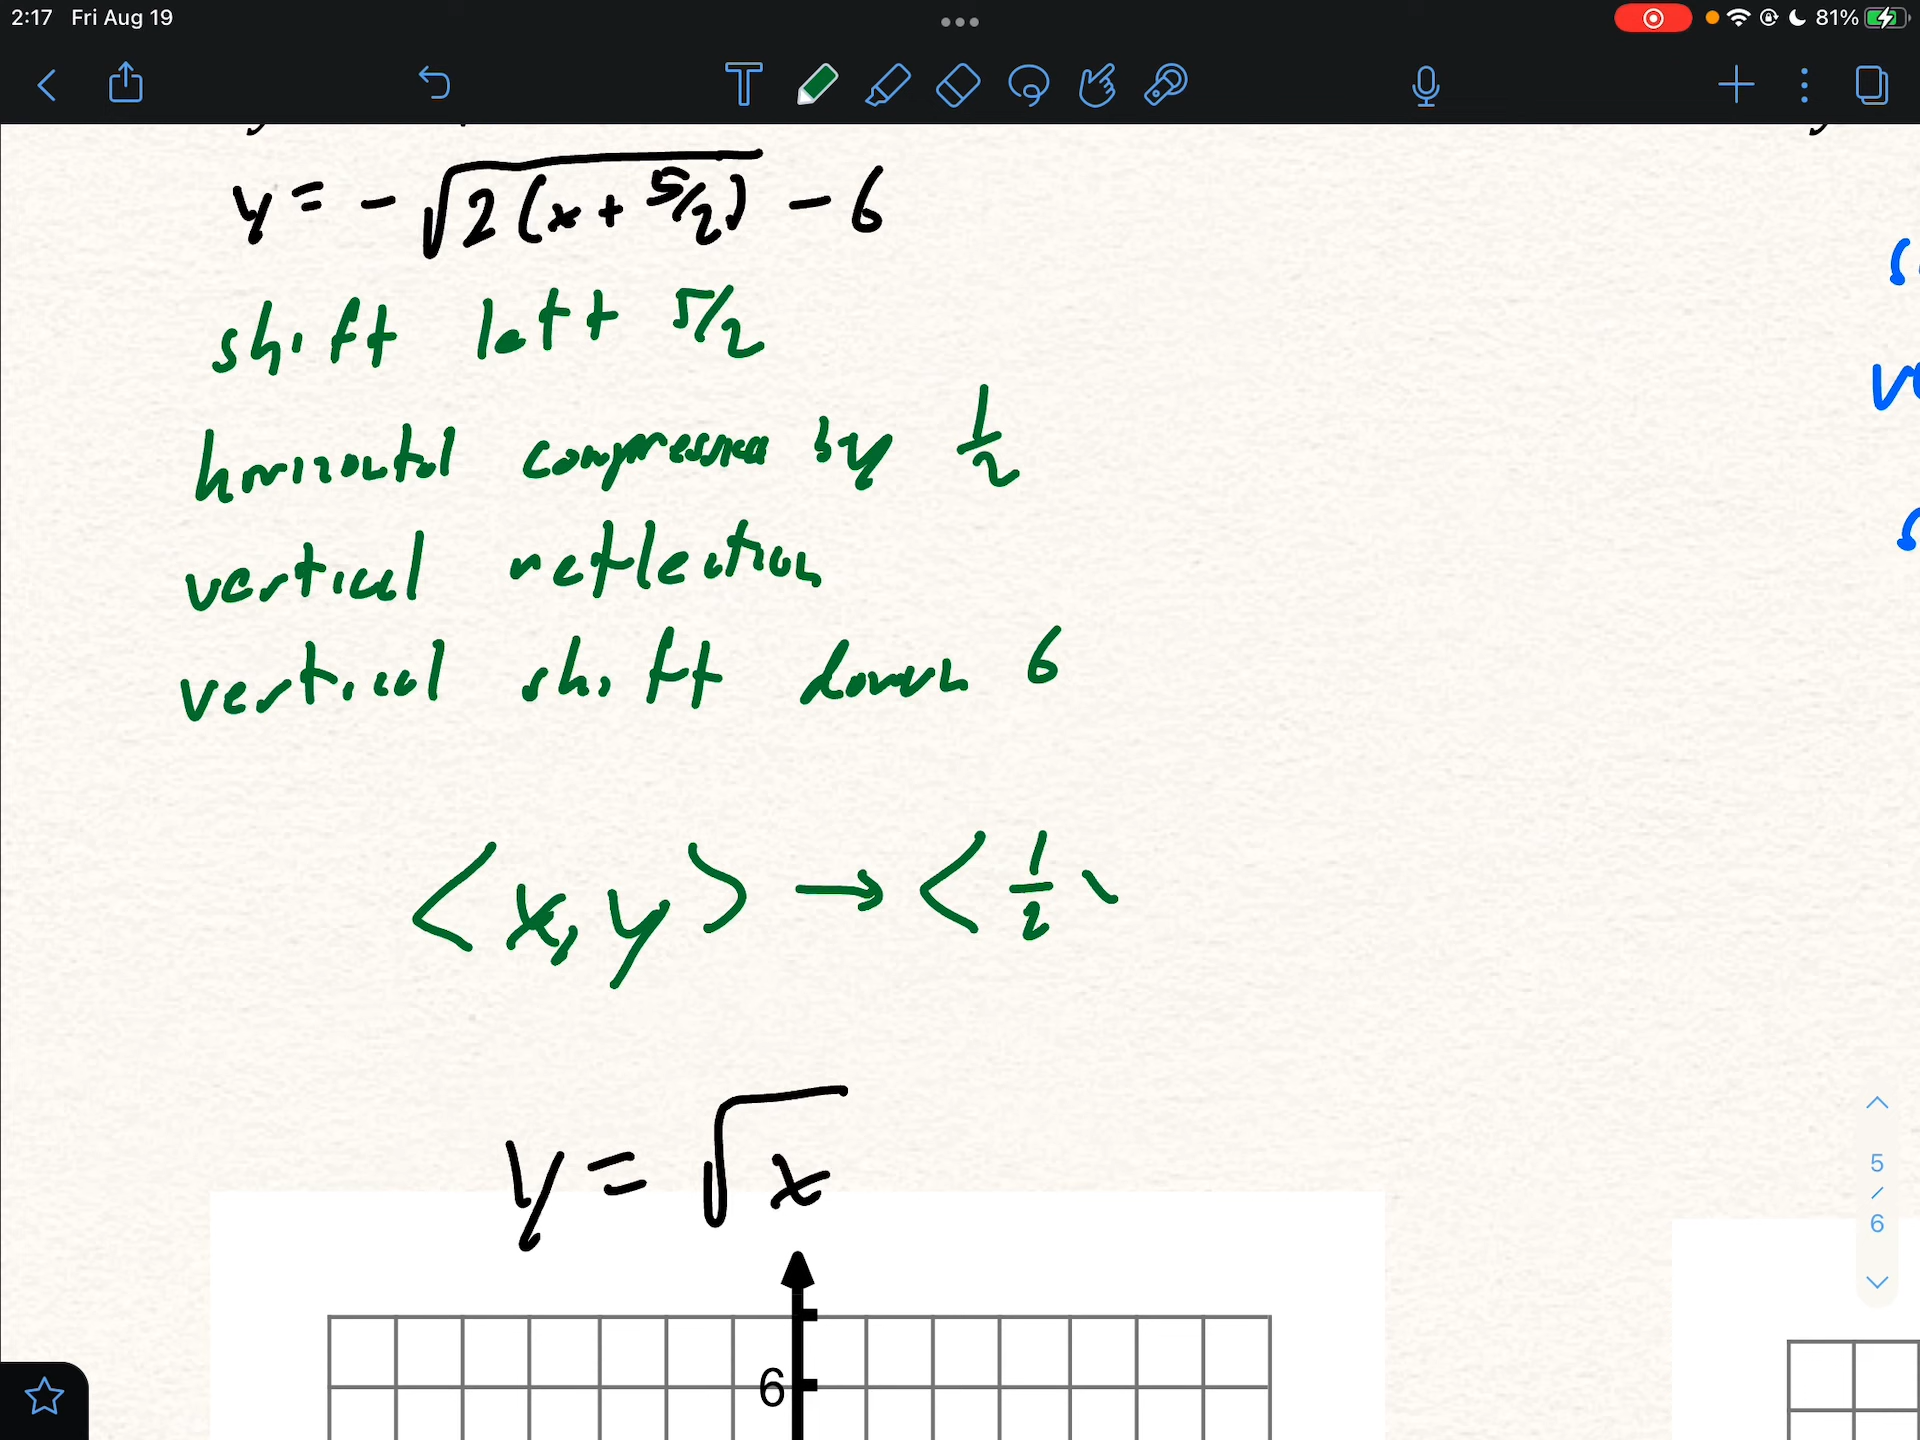 2:17 Fri Aug 19
81%
T
y = - √2(x + 5/2) - 6
shift left 5/2
horizontal compression by 1/2
vertical reflection
vertical shift down 6
<x, y> → < 1/2
y = √x
6
5
/
6